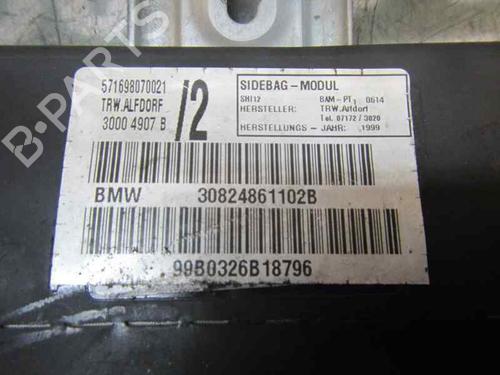 B-PARTS
571698070021
TRW.ALFDORF
3000 4907 B
/2
SIDEBAG-MODUL
SHI12 BAM-PT1 0614
HERSTELLER: TRW.Alfdorf
Tel. 07172/3020
HERSTELLUNGS-JAHR: 1999
BMW 30824861102B
99B0326B18796